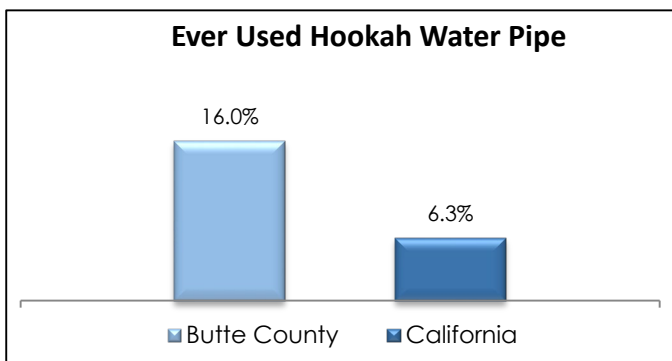 Ever Used Hookah Water Pipe
16.0%
6.3%
Butte County California